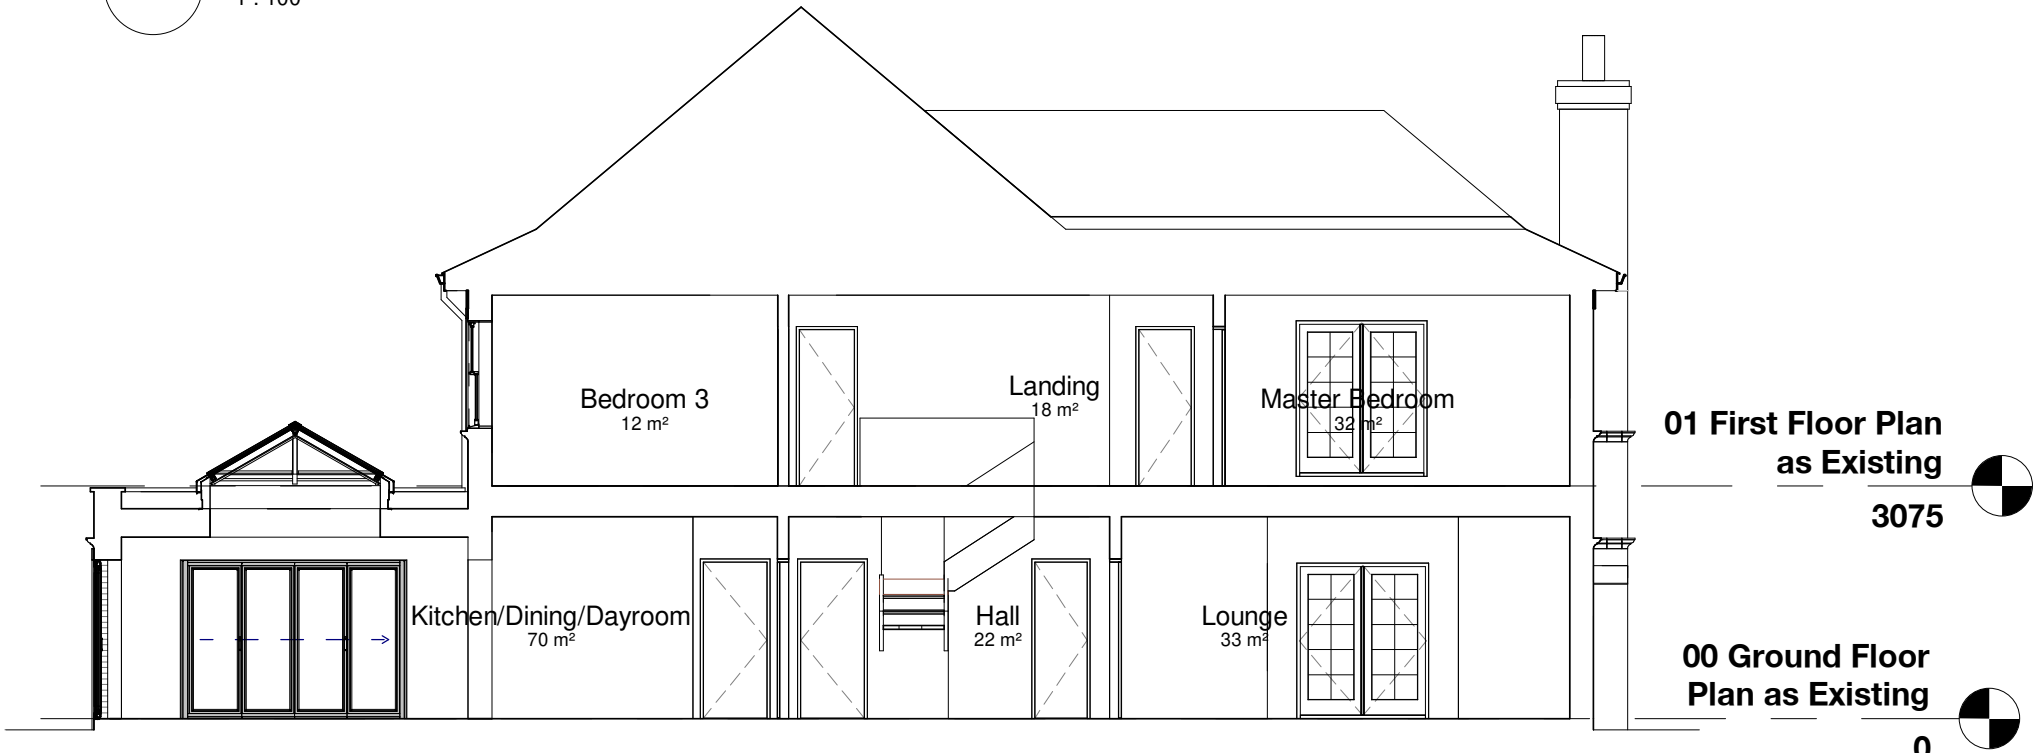 1 : 100
Bedroom 3
12 m²
Landing
18 m²
Master Bedroom
32 m²
01 First Floor Plan
as Existing
3075
Kitchen/Dining/Dayroom
70 m²
Hall
22 m²
Lounge
33 m²
00 Ground Floor
Plan as Existing
0